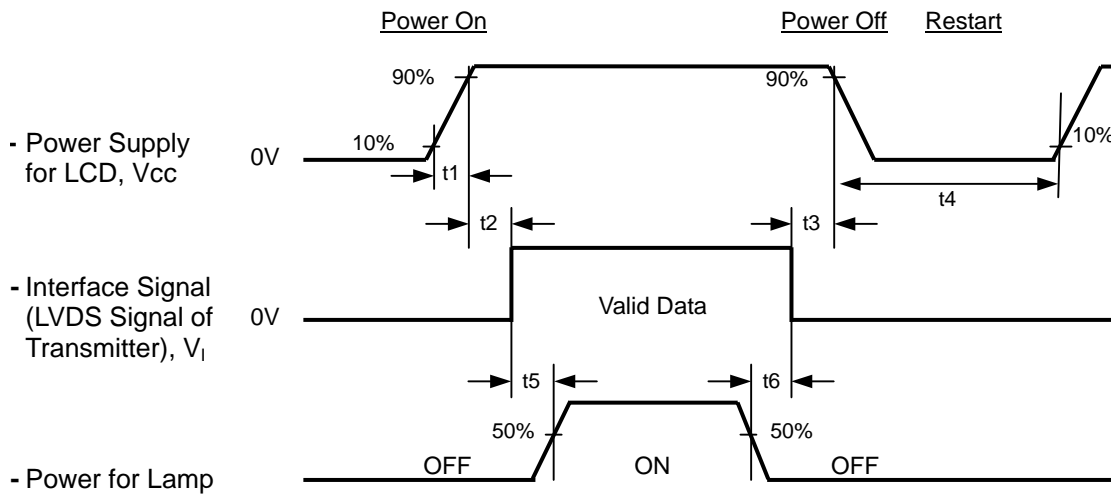 Power On
Power Off
Restart
90%
90%
- Power Supply
for LCD, Vcc
0V
10%
10%
t1
t4
t2
t3
- Interface Signal
(LVDS Signal of
Transmitter), VI
0V
Valid Data
t5
t6
50%
50%
- Power for Lamp
OFF
ON
OFF